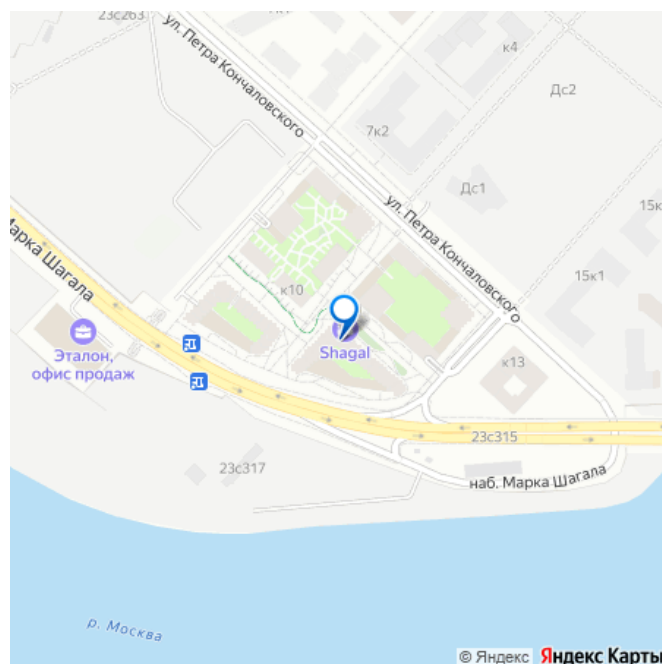 23с263
ул. Петра Кончаловского
к4
Дс2
7к2
Дс1
ул. Петра Кончаловского
15к
15к1
Марка Шагала
к10
Shagal
Эталон,
офис продаж
к13
23с315
23с317
наб. Марка Шагала
р. Москва
© Яндекс Яндекс Карты